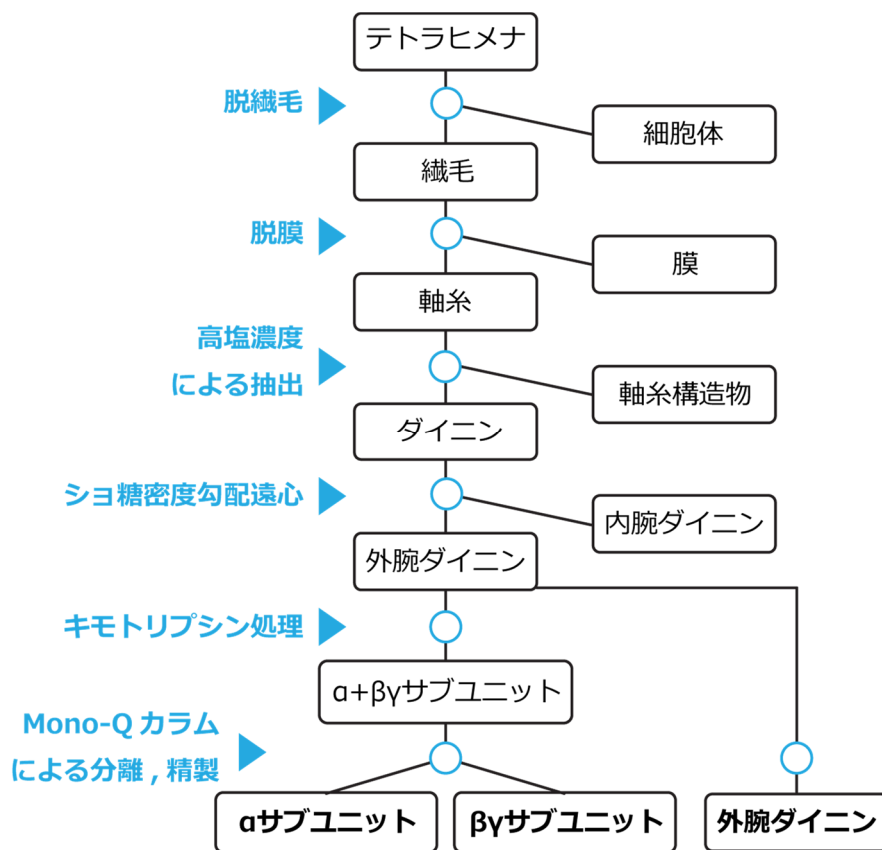 テトラヒメナ
脱繊毛
細胞体
繊毛
脱膜
膜
軸糸
高塩濃度
による抽出
軸糸構造物
ダイニン
ショ糖密度勾配遠心
内腕ダイニン
外腕ダイニン
キモトリプシン処理
α+βγサブユニット
Mono-Q カラム
による分離 , 精製
αサブユニット
βγサブユニット
外腕ダイニン